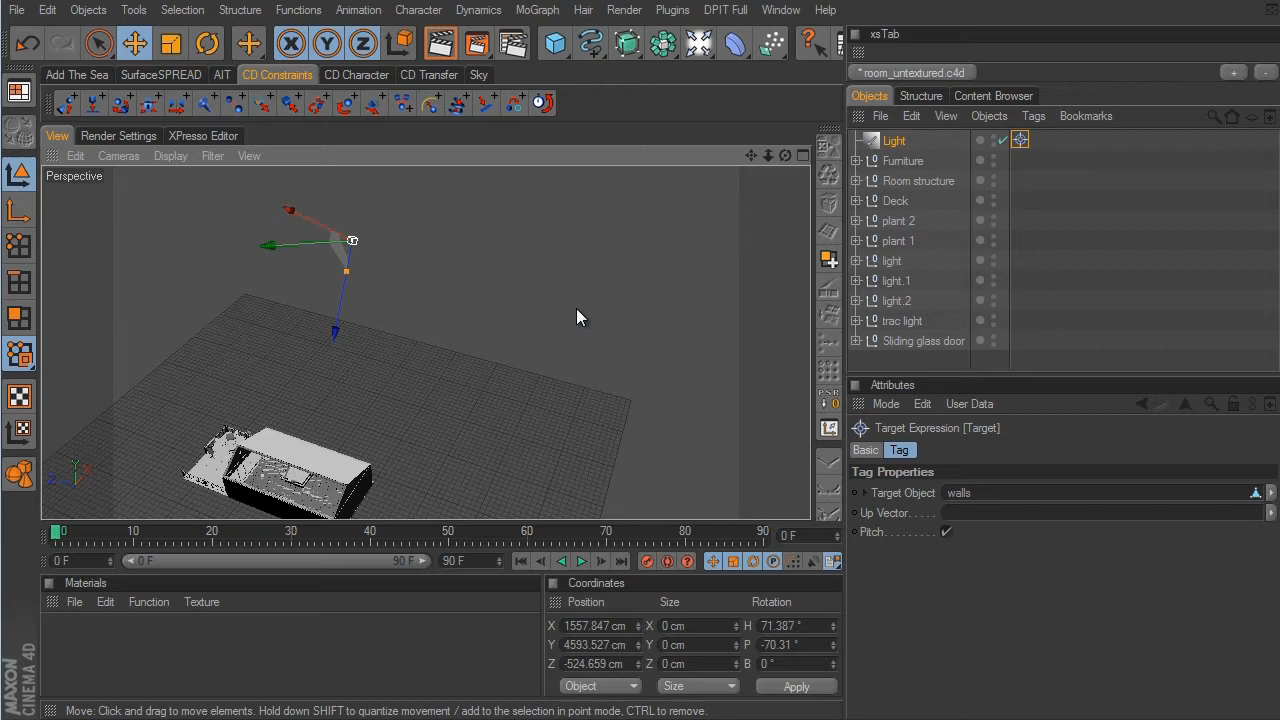 File Edit Objects Tools Selection Structure Functions Animation Character Dynamics MoGraph Hair Render Plugins DPIT Full Window Help
xsTab
* room_untextured.c4d
Add The Sea SurfaceSPREAD AIT CD Constraints CD Character CD Transfer Sky
Objects Structure Content Browser
File Edit View Objects Tags Bookmarks
View Render Settings XPresso Editor
Edit Cameras Display Filter View
Perspective
Light
Furniture
Room structure
Deck
plant 2
plant 1
light
light.1
light.2
trac light
Sliding glass door
Attributes
Mode Edit User Data
Target Expression [Target]
Basic Tag
Tag Properties
Target Object walls
Up Vector. . . . .
Pitch. . . . . . . . .
PSR
0
X
Y
Z
0 10 20 30 40 50 60 70 80 90 0 F
0 F 0 F 90 F 90 F
Materials
File Edit Function Texture
Coordinates
Position Size Rotation
X 1557.847 cm X 0 cm H 71.387 °
Y 4593.527 cm Y 0 cm P -70.31 °
Z -524.659 cm Z 0 cm B 0 °
Object Size Apply
MAXON
CINEMA 4D
Move: Click and drag to move elements. Hold down SHIFT to quantize movement / add to the selection in point mode, CTRL to remove.